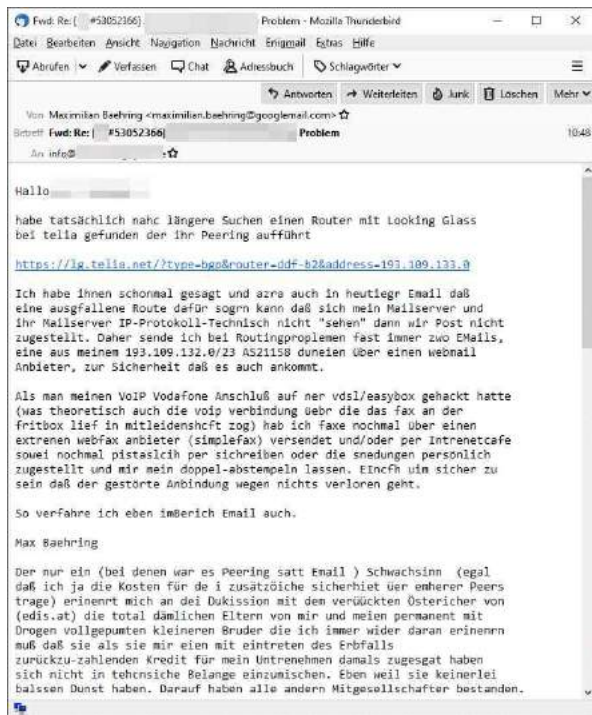 Fwd: Re: [ #53052366] Problem - Mozilla Thunderbird
Datei Bearbeiten Ansicht Navigation Nachricht Enigmail Extras Hilfe
Abrufen Verfassen Chat Adressbuch Schlagwörter
Antworten Weiterleiten Junk Löschen Mehr
Von Maximilian Baehring <maximilian.baehring@googlemail.com>
Betreff Fwd: Re: [ #53052366] Problem 10:48
An info@
Hallo
habe tatsächlich nahc längere Suchen einen Router mit Looking Glass
bei telia gefunden der ihr Peering aufführt
https://lg.telia.net/?type=bgp&router=ddf-b2&address=193.109.133.0
Ich habe ihnen schonmal gesagt und azra auch in heutiegr Email daß
eine ausgfallene Route dafür sogrn kann daß sich mein Mailserver und
ihr Mailserver IP-Protokoll-Technisch nicht "sehen" dann wir Post nicht
zugestellt. Daher sende ich bei Routingproplemen fast immer zwo EMails,
eine aus meinem 193.109.132.0/23 AS21158 duneien über einen webmail
Anbieter, zur Sicherheit daß es auch ankommt.
Als man meinen VoIP Vodafone Anschluß auf ner vdsl/easybox gehackt hatte
(was theoretisch auch die voip verbindung üebr die das fax an der
fritbox lief in mitleidenshcft zog) hab ich faxe nochmal über einen
extrenen webfax anbieter (simplefax) versendet und/oder per Intrenetcafe
sowei nochmal pistaslcih per sichreiben oder die snedungen persönlich
zugestellt und mir mein doppel-abstempeln lassen. EIncfh uim sicher zu
sein daß der gestörte Anbindung wegen nichts verloren geht.
So verfahre ich eben imBerich Email auch.
Max Baehring
Der nur ein (bei denen war es Peering satt Email ) Schwachsinn (egal
daß ich ja die Kosten für de i zusätzöiche sicherhiet üer emherer Peers
trage) erinenrt mich an dei Dukission mit dem verüückten Östericher von
(edis.at) die total dämlichen Eltern von mir und meien permanent mit
Drogen vollgepumten kleineren Bruder die ich immer wider daran erinenrn
muß daß sie als sie mir eien mit eintreten des Erbfalls
zurückzu-zahlenden Kredit für mein Untrenehmen damals zugesgat haben
sich nicht in tehcnsiche Belange einzumischen. Eben weil sie keinerlei
balssen Dunst haben. Darauf haben alle andern Mitgesellschafter bestanden.